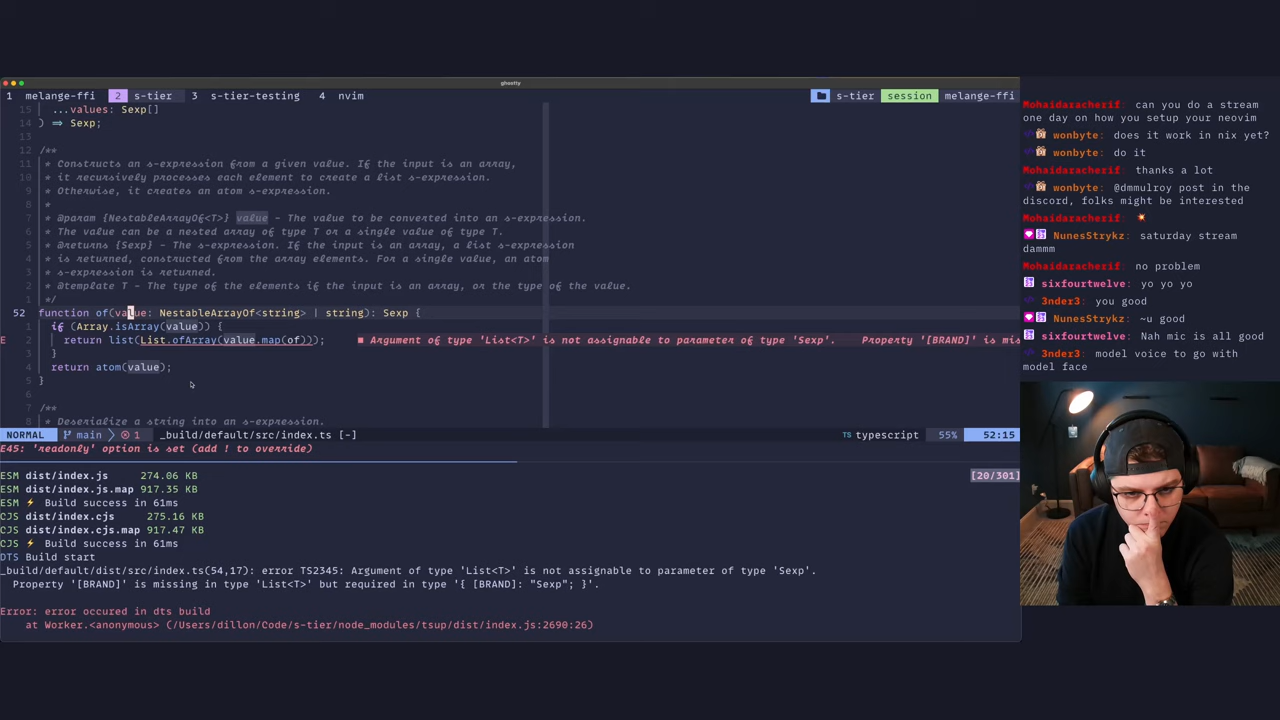 ghostty
1 melange-ffi 2 s-tier 3 s-tier-testing 4 nvim
s-tier session melange-ffi
15 ...values: Sexp[]
14 ) => Sexp;
13
12 /**
11 * Constructs an s-expression from a given value. If the input is an array,
10 * it recursively processes each element to create a list s-expression.
9 * Otherwise, it creates an atom s-expression.
8 *
7 * @param {NestableArrayOf<T>} value - The value to be converted into an s-expression.
6 * The value can be a nested array of type T or a single value of type T.
5 * @returns {Sexp} - The s-expression. If the input is an array, a list s-expression
4 * is returned, constructed from the array elements. For a single value, an atom
3 * s-expression is returned.
2 * @template T - The type of the elements if the input is an array, or the type of the value.
1 */
52 function of(value: NestableArrayOf<string> | string): Sexp {
1 if (Array.isArray(value)) {
E 2 return list(List.ofArray(value.map(of))); ■ Argument of type 'List<T>' is not assignable to parameter of type 'Sexp'. Property '[BRAND]' is mis
3 }
4 return atom(value);
5 }
6
7 /**
8 * Deserialize a string into an s-expression.
NORMAL main 1 _build/default/src/index.ts [-] TS typescript 55% 52:15
E45: 'readonly' option is set (add ! to override)
[20/301]
ESM dist/index.js 274.06 KB
ESM dist/index.js.map 917.35 KB
ESM ⚡ Build success in 61ms
CJS dist/index.cjs 275.16 KB
CJS dist/index.cjs.map 917.47 KB
CJS ⚡ Build success in 61ms
DTS Build start
_build/default/dist/src/index.ts(54,17): error TS2345: Argument of type 'List<T>' is not assignable to parameter of type 'Sexp'.
Property '[BRAND]' is missing in type 'List<T>' but required in type '{ [BRAND]: "Sexp"; }'.
Error: error occured in dts build
at Worker.<anonymous> (/Users/dillon/Code/s-tier/node_modules/tsup/dist/index.js:2690:26)
Mohaidaracherif: can you do a stream
one day on how you setup your neovim
wonbyte: does it work in nix yet?
wonbyte: do it
Mohaidaracherif: thanks a lot
wonbyte: @dmmulroy post in the
discord, folks might be interested
Mohaidaracherif: 💥
NunesStrykz: saturday stream
dammm
Mohaidaracherif: no problem
sixfourtwelve: yo yo yo
3nder3: you good
NunesStrykz: ~u good
sixfourtwelve: Nah mic is all good
3nder3: model voice to go with
model face